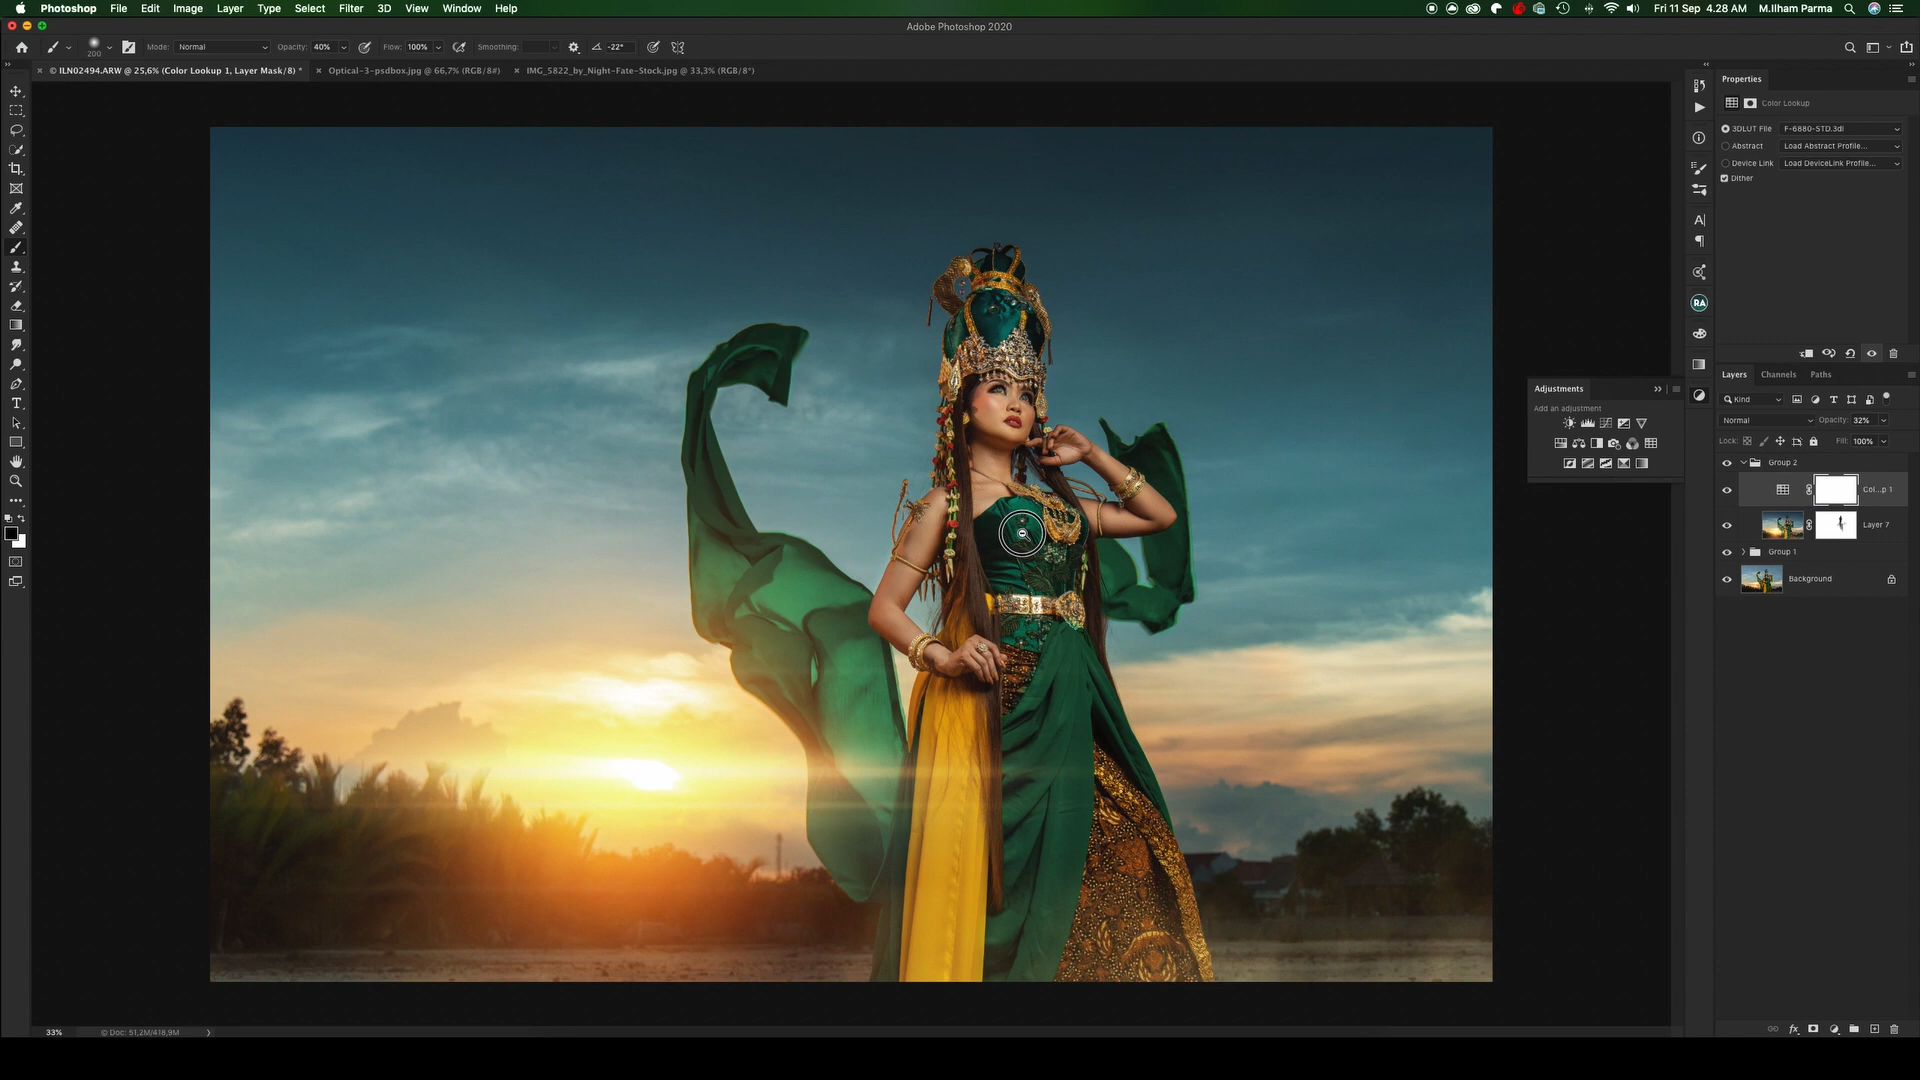 Photoshop File Edit Image Layer Type Select Filter 3D View Window Help Fri 11 Sep 4.28 AM M.Ilham Parma
Adobe Photoshop 2020
200 Mode: Normal Opacity: 40% Flow: 100% Smoothing: -22°
© ILN02494.ARW @ 25,6% (Color Lookup 1, Layer Mask/8) * Optical-3-psdbox.jpg @ 66,7% (RGB/8#) IMG_5822_by_Night-Fate-Stock.jpg @ 33,3% (RGB/8*)
Properties
Color Lookup
3DLUT File F-6880-STD.3dl
Abstract Load Abstract Profile...
Device Link Load DeviceLink Profile...
Dither
RA
Layers Channels Paths
Adjustments
Add an adjustment
Kind
Normal Opacity: 32%
Lock: Fill: 100%
Group 2
Col...p 1
Layer 7
Group 1
Background
33% © Doc: 51,2M/418,9M